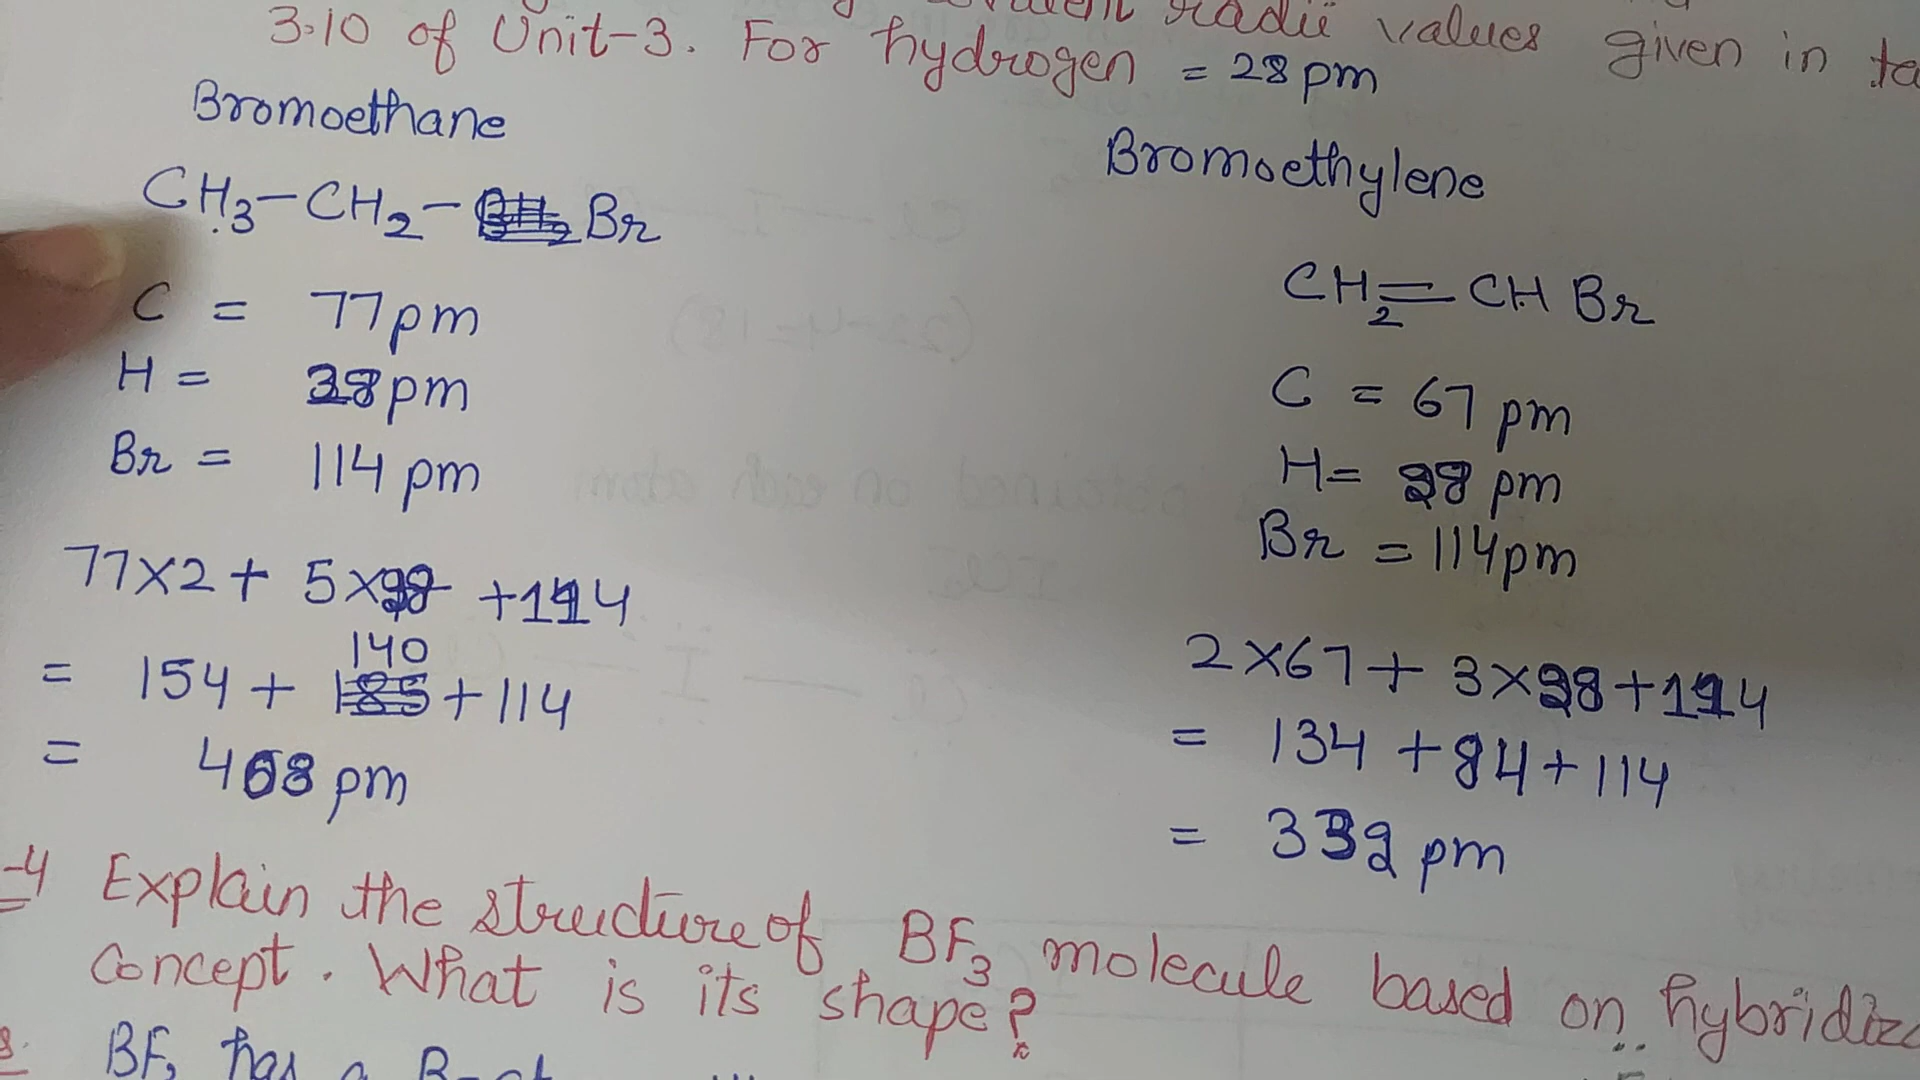 radii values given in
3.10 of Unit-3. For hydrogen = 28 pm
Bromoethane
CH3-CH2- Br
C = 77pm
H = 28pm
Br = 114 pm
77×2+ 5×28 +114
140
= 154 + +114
= 408 pm
Bromoethylene
CH2=CH Br
C = 67 pm
H= 28 pm
Br = 114pm
2×67+ 3×28+114
= 134 +84+114
= 332 pm
-4 Explain the structure of BF3 molecule based on
concept. What is its shape?
BF3 has a